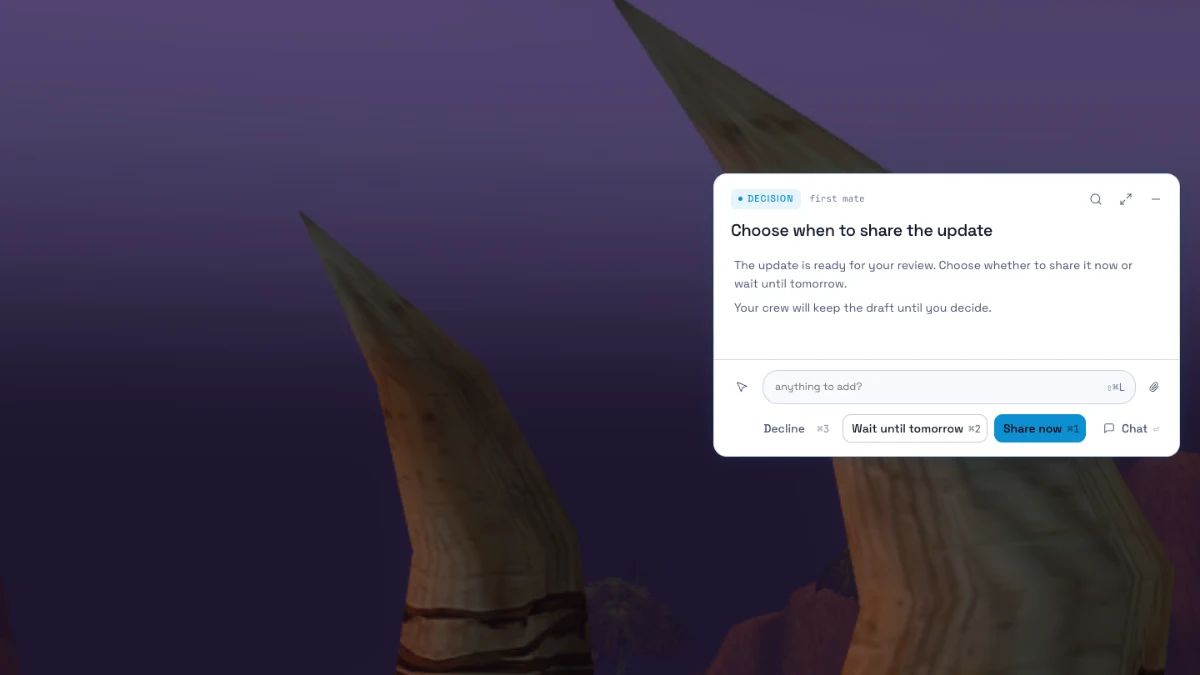 DECISION first mate
Choose when to share the update
The update is ready for your review. Choose whether to share it now or
wait until tomorrow.
Your crew will keep the draft until you decide.
anything to add? ⇧⌘L
Decline ⌘3 Wait until tomorrow ⌘2 Share now ⌘1 Chat ⏎